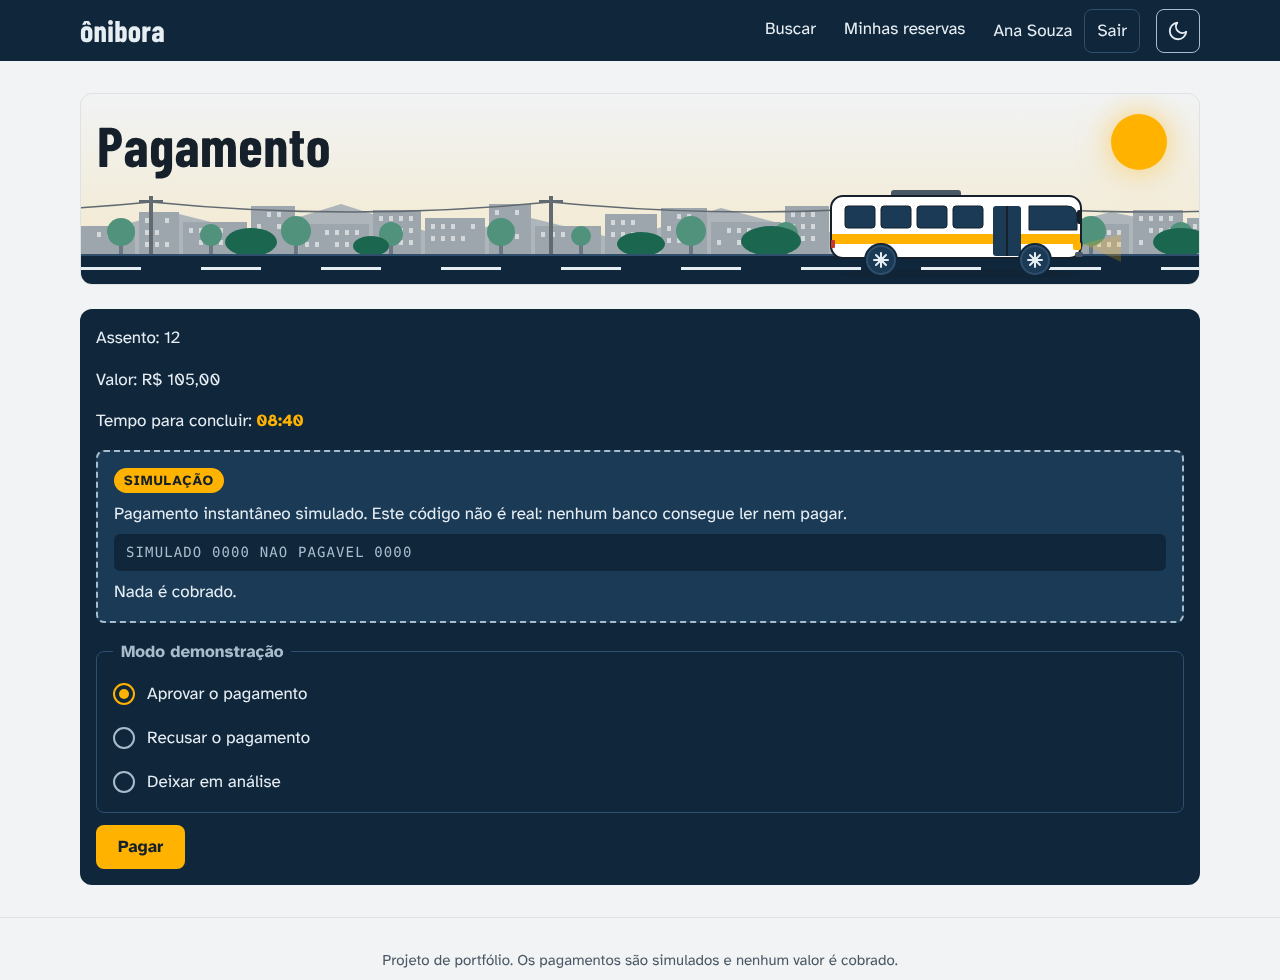 ônibora
Buscar
Minhas reservas
Ana Souza
Sair
Pagamento
Assento: 12
Valor: R$ 105,00
Tempo para concluir: 08:40
SIMULAÇÃO
Pagamento instantâneo simulado. Este código não é real: nenhum banco consegue ler nem pagar.
SIMULADO 0000 NAO PAGAVEL 0000
Nada é cobrado.
Modo demonstração
Aprovar o pagamento
Recusar o pagamento
Deixar em análise
Pagar
Projeto de portfólio. Os pagamentos são simulados e nenhum valor é cobrado.